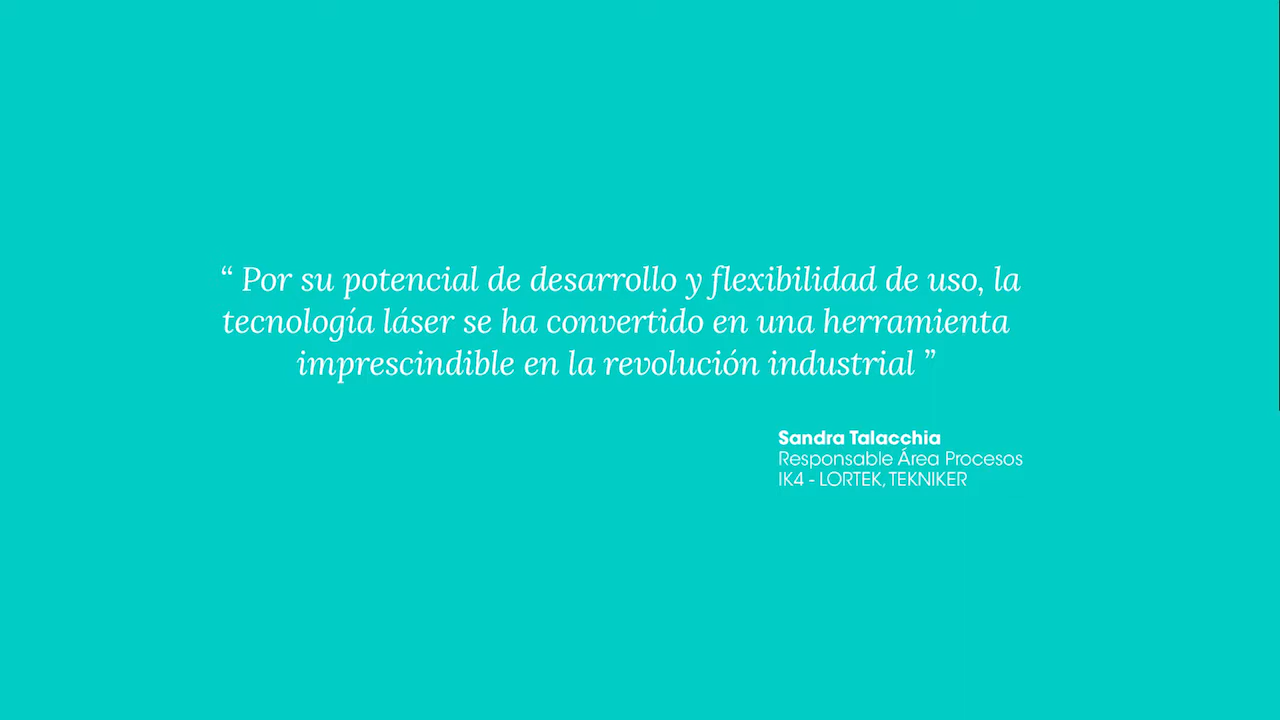 “ Por su potencial de desarrollo y flexibilidad de uso, la
tecnología láser se ha convertido en una herramienta
imprescindible en la revolución industrial ”
Sandra Talacchia
Responsable Área Procesos
IK4 - LORTEK, TEKNIKER